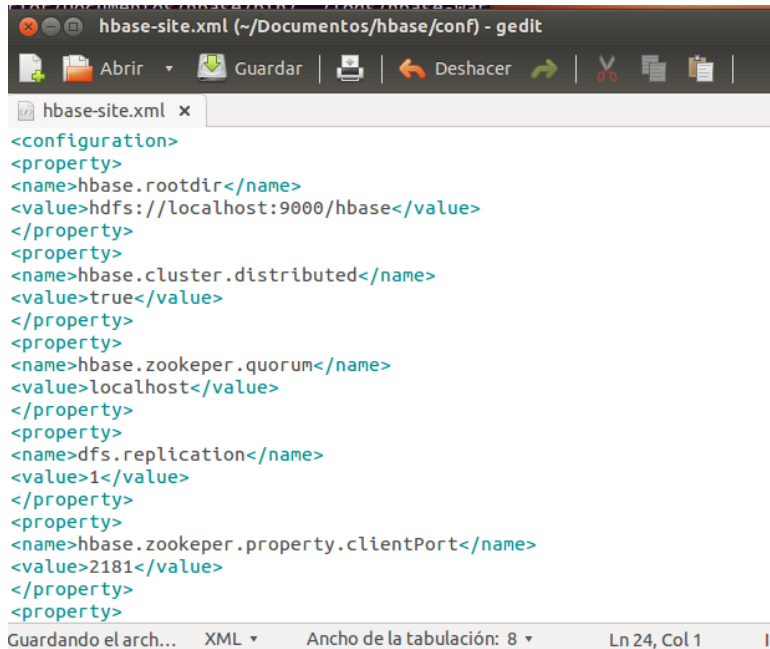 hbase-site.xml (~/Documentos/hbase/conf) - gedit
Abrir Guardar Deshacer
hbase-site.xml x
<configuration>
<property>
<name>hbase.rootdir</name>
<value>hdfs://localhost:9000/hbase</value>
</property>
<property>
<name>hbase.cluster.distributed</name>
<value>true</value>
</property>
<property>
<name>hbase.zookeper.quorum</name>
<value>localhost</value>
</property>
<property>
<name>dfs.replication</name>
<value>1</value>
</property>
<property>
<name>hbase.zookeper.property.clientPort</name>
<value>2181</value>
</property>
<property>
Guardando el arch... XML Ancho de la tabulación: 8 Ln 24, Col 1